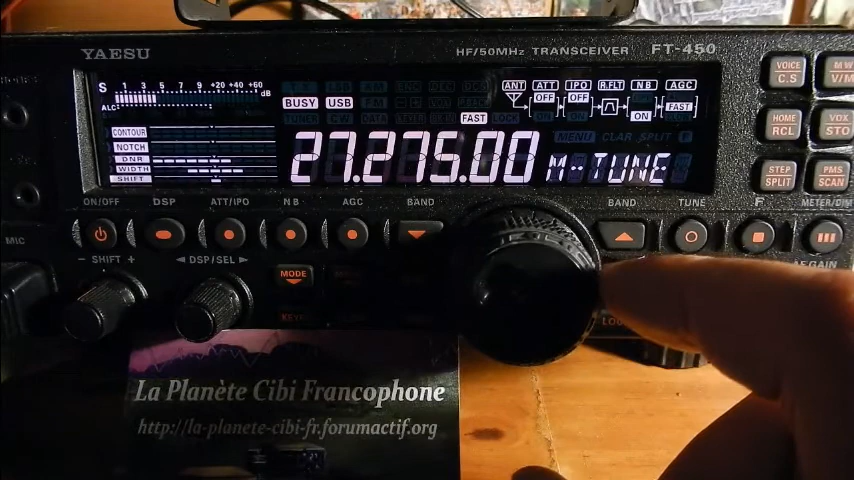 YAESU
HF/50MHz TRANSCEIVER FT-450
VOICE C.S
M W V/M
HOME RCL
VOX STO
STEP SPLIT
PMS SCAN
S 1 3 5 7 9 +20 +40 +60 dB
ALC
BUSY USB
FAST
ANT ATT IPO R.FLT NB AGC
OFF OFF ON FAST
CONTOUR
NOTCH
DNR
WIDTH
SHIFT
27.275.00 M-TUNE
MENU CLAR SPLIT
ON/OFF DSP ATT/IPO NB AGC BAND BAND TUNE F METER/DIM
MIC
− SHIFT + ◄ DSP/SEL ► MODE
La Planète Cibi Francophone
http://la-planete-cibi-fr.forumactif.org